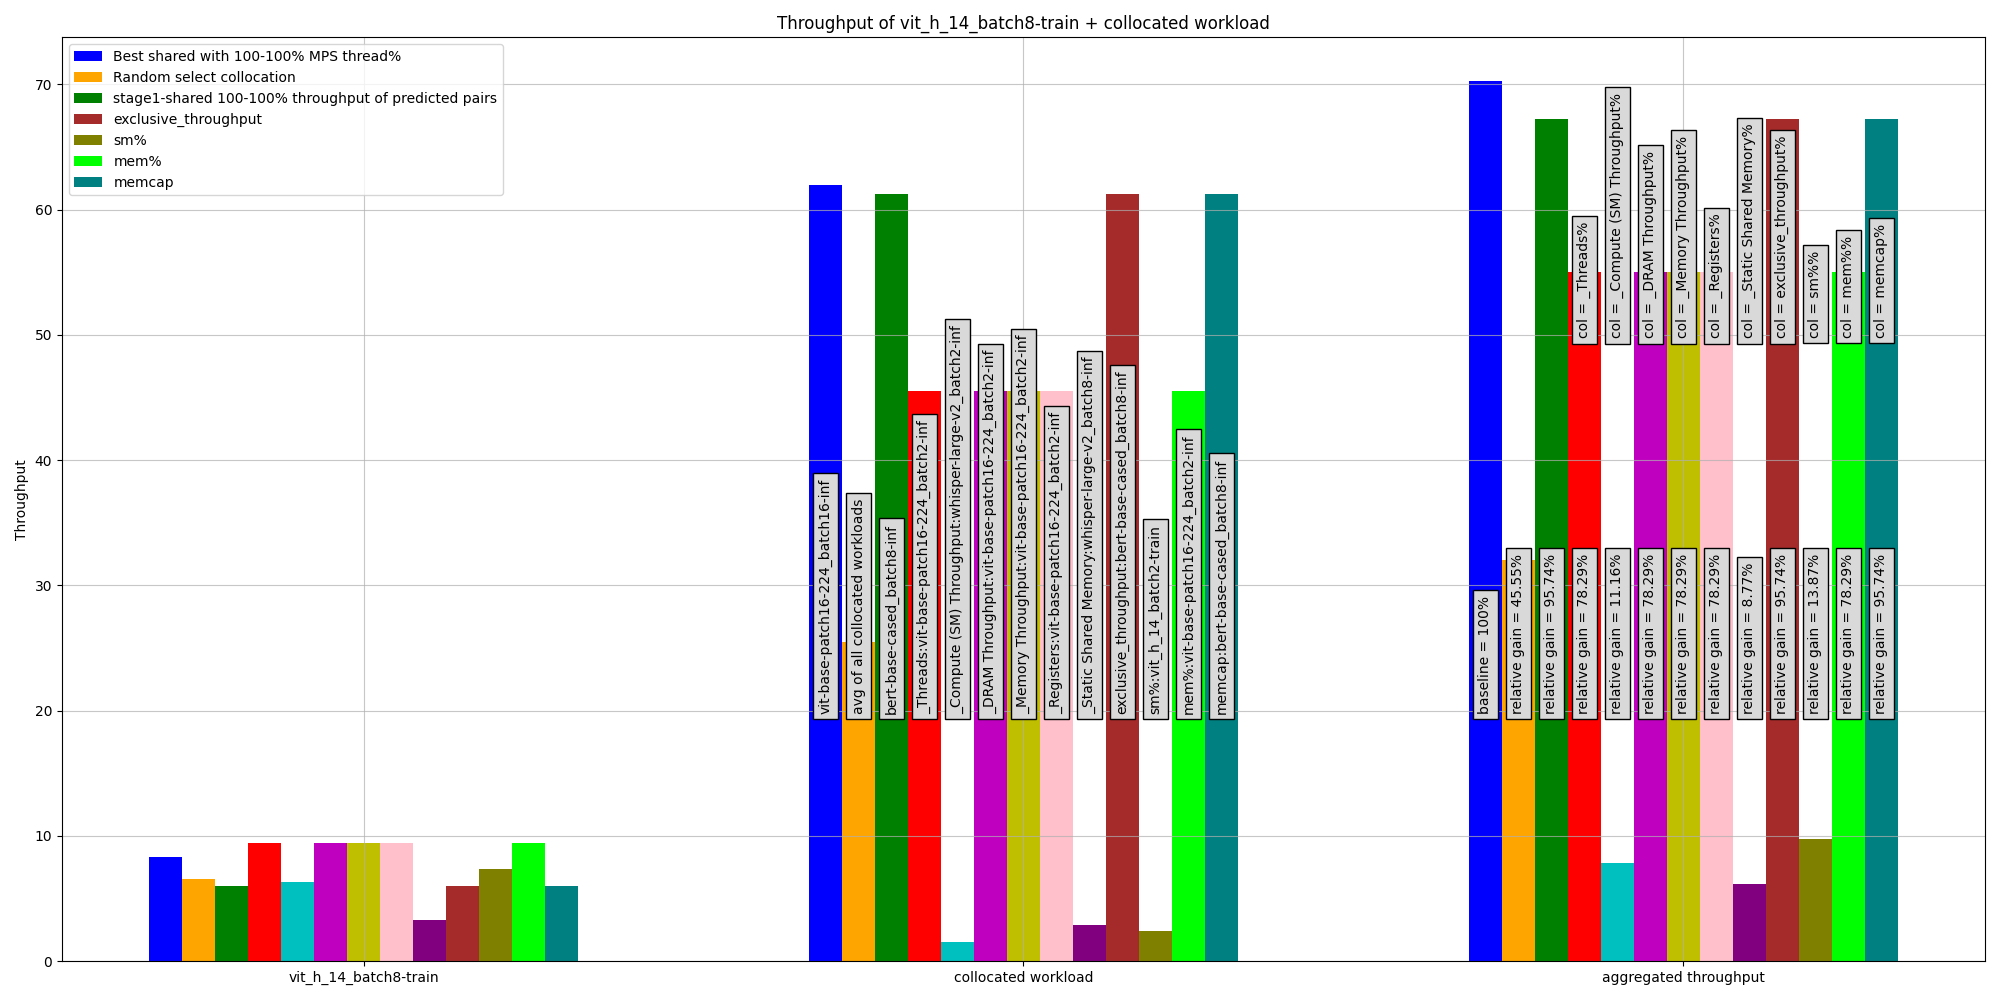 Throughput of vit_h_14_batch8-train + collocated workload
Best shared with 100-100% MPS thread%
Random select collocation
stage1-shared 100-100% throughput of predicted pairs
exclusive_throughput
sm%
mem%
memcap
Throughput
70
60
50
40
30
20
10
0
vit-base-patch16-224_batch16-inf
avg of all collocated workloads
bert-base-cased_batch8-inf
_Threads:vit-base-patch16-224_batch2-inf
_Compute (SM) Throughput:whisper-large-v2_batch2-inf
_DRAM Throughput:vit-base-patch16-224_batch2-inf
_Memory Throughput:vit-base-patch16-224_batch2-inf
_Registers:vit-base-patch16-224_batch2-inf
_Static Shared Memory:whisper-large-v2_batch8-inf
exclusive_throughput:bert-base-cased_batch8-inf
sm%:vit_h_14_batch2-train
mem%:vit-base-patch16-224_batch2-inf
memcap:bert-base-cased_batch8-inf
col = _Threads%
col = _Compute (SM) Throughput%
col = _DRAM Throughput%
col = _Memory Throughput%
col = _Registers%
col = _Static Shared Memory%
col = exclusive_throughput%
col = sm%%
col = mem%%
col = memcap%
baseline = 100%
relative gain = 45.55%
relative gain = 95.74%
relative gain = 78.29%
relative gain = 11.16%
relative gain = 78.29%
relative gain = 78.29%
relative gain = 78.29%
relative gain = 8.77%
relative gain = 95.74%
relative gain = 13.87%
relative gain = 78.29%
relative gain = 95.74%
vit_h_14_batch8-train
collocated workload
aggregated throughput